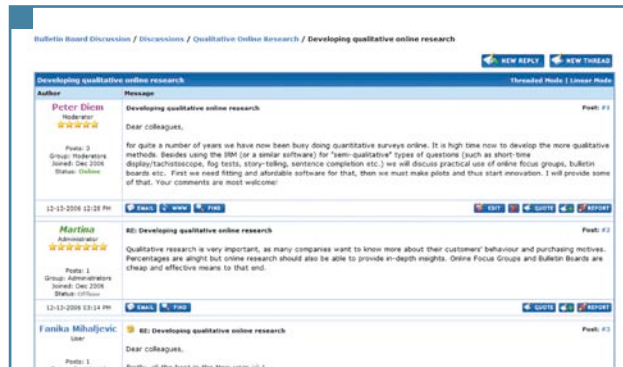 Bulletin Board Discussion / Discussions / Qualitative Online Research / Developing qualitative online research
NEW REPLY NEW THREAD
Developing qualitative online research Threaded Mode | Linear Mode
Author Message
Peter Diem Developing qualitative online research Post: #1
Moderator
Dear colleagues,
for quite a number of years we have now been busy doing quantitative surveys online. It is high time now to develop the more qualitative
Posts: 3 methods. Besides using the IRM (or a similar software) for "semi-qualitative" types of questions (such as short-time
Group: Moderators display/tachistoscope, fog tests, story-telling, sentence completion etc.) we will discuss practical use of online focus groups, bulletin
Joined: Dec 2006 boards etc. First we need fitting and affordable software for that, then we must make pilots and thus start innovation. I will provide some
Status: Online of that. Your comments are most welcome!
12-13-2006 12:28 PM EMAIL WWW FIND EDIT QUOTE REPORT
Martina RE: Developing qualitative online research Post: #2
Administrator
Qualitative research is very important, as many companies want to know more about their customers' behaviour and purchasing motives.
Percentages are alright but online research should also be able to provide in-depth insights. Online Focus Groups and Bulletin Boards are
Posts: 1 cheap and effective means to that end.
Group: Administrators
Joined: Dec 2006
Status: Offline
12-13-2006 03:14 PM EMAIL FIND QUOTE REPORT
Fanika Mihaljevic RE: Developing qualitative online research Post: #3
User
Dear colleagues,
Posts: 1